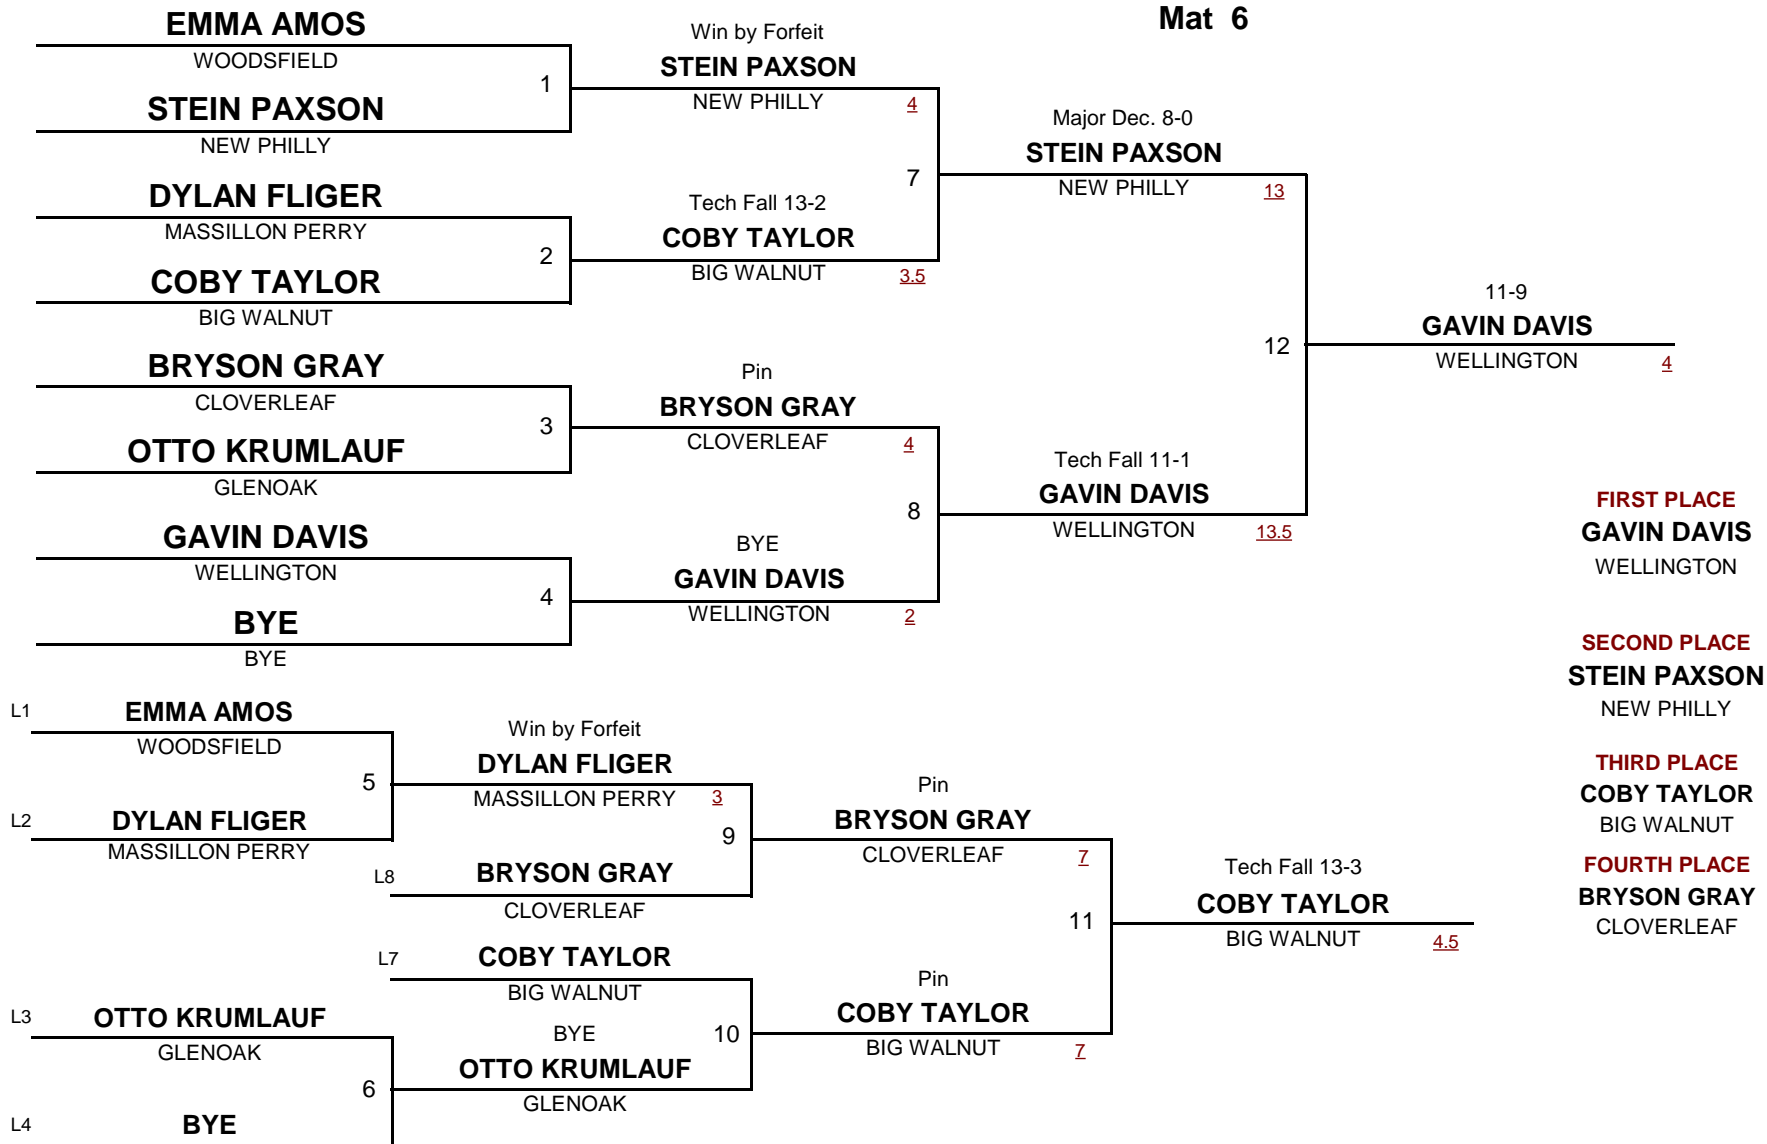 Mat 6
EMMA AMOS
WOODSFIELD
1
STEIN PAXSON
NEW PHILLY
DYLAN FLIGER
MASSILLON PERRY
2
COBY TAYLOR
BIG WALNUT
BRYSON GRAY
CLOVERLEAF
3
OTTO KRUMLAUF
GLENOAK
GAVIN DAVIS
WELLINGTON
4
BYE
BYE
Win by Forfeit
STEIN PAXSON
NEW PHILLY 4
7
Tech Fall 13-2
COBY TAYLOR
BIG WALNUT 3.5
Pin
BRYSON GRAY
CLOVERLEAF 4
8
BYE
GAVIN DAVIS
WELLINGTON 2
Major Dec. 8-0
STEIN PAXSON
NEW PHILLY 13
12
Tech Fall 11-1
GAVIN DAVIS
WELLINGTON 13.5
11-9
GAVIN DAVIS
WELLINGTON 4
FIRST PLACE
GAVIN DAVIS
WELLINGTON
SECOND PLACE
STEIN PAXSON
NEW PHILLY
THIRD PLACE
COBY TAYLOR
BIG WALNUT
FOURTH PLACE
BRYSON GRAY
CLOVERLEAF
L1 EMMA AMOS
WOODSFIELD
5
L2 DYLAN FLIGER
MASSILLON PERRY
L3 OTTO KRUMLAUF
GLENOAK
6
L4 BYE
Win by Forfeit
DYLAN FLIGER
MASSILLON PERRY 3
9
L8 BRYSON GRAY
CLOVERLEAF
L7 COBY TAYLOR
BIG WALNUT
BYE 10
OTTO KRUMLAUF
GLENOAK
Pin
BRYSON GRAY
CLOVERLEAF 7
11
Pin
COBY TAYLOR
BIG WALNUT 7
Tech Fall 13-3
COBY TAYLOR
BIG WALNUT 4.5